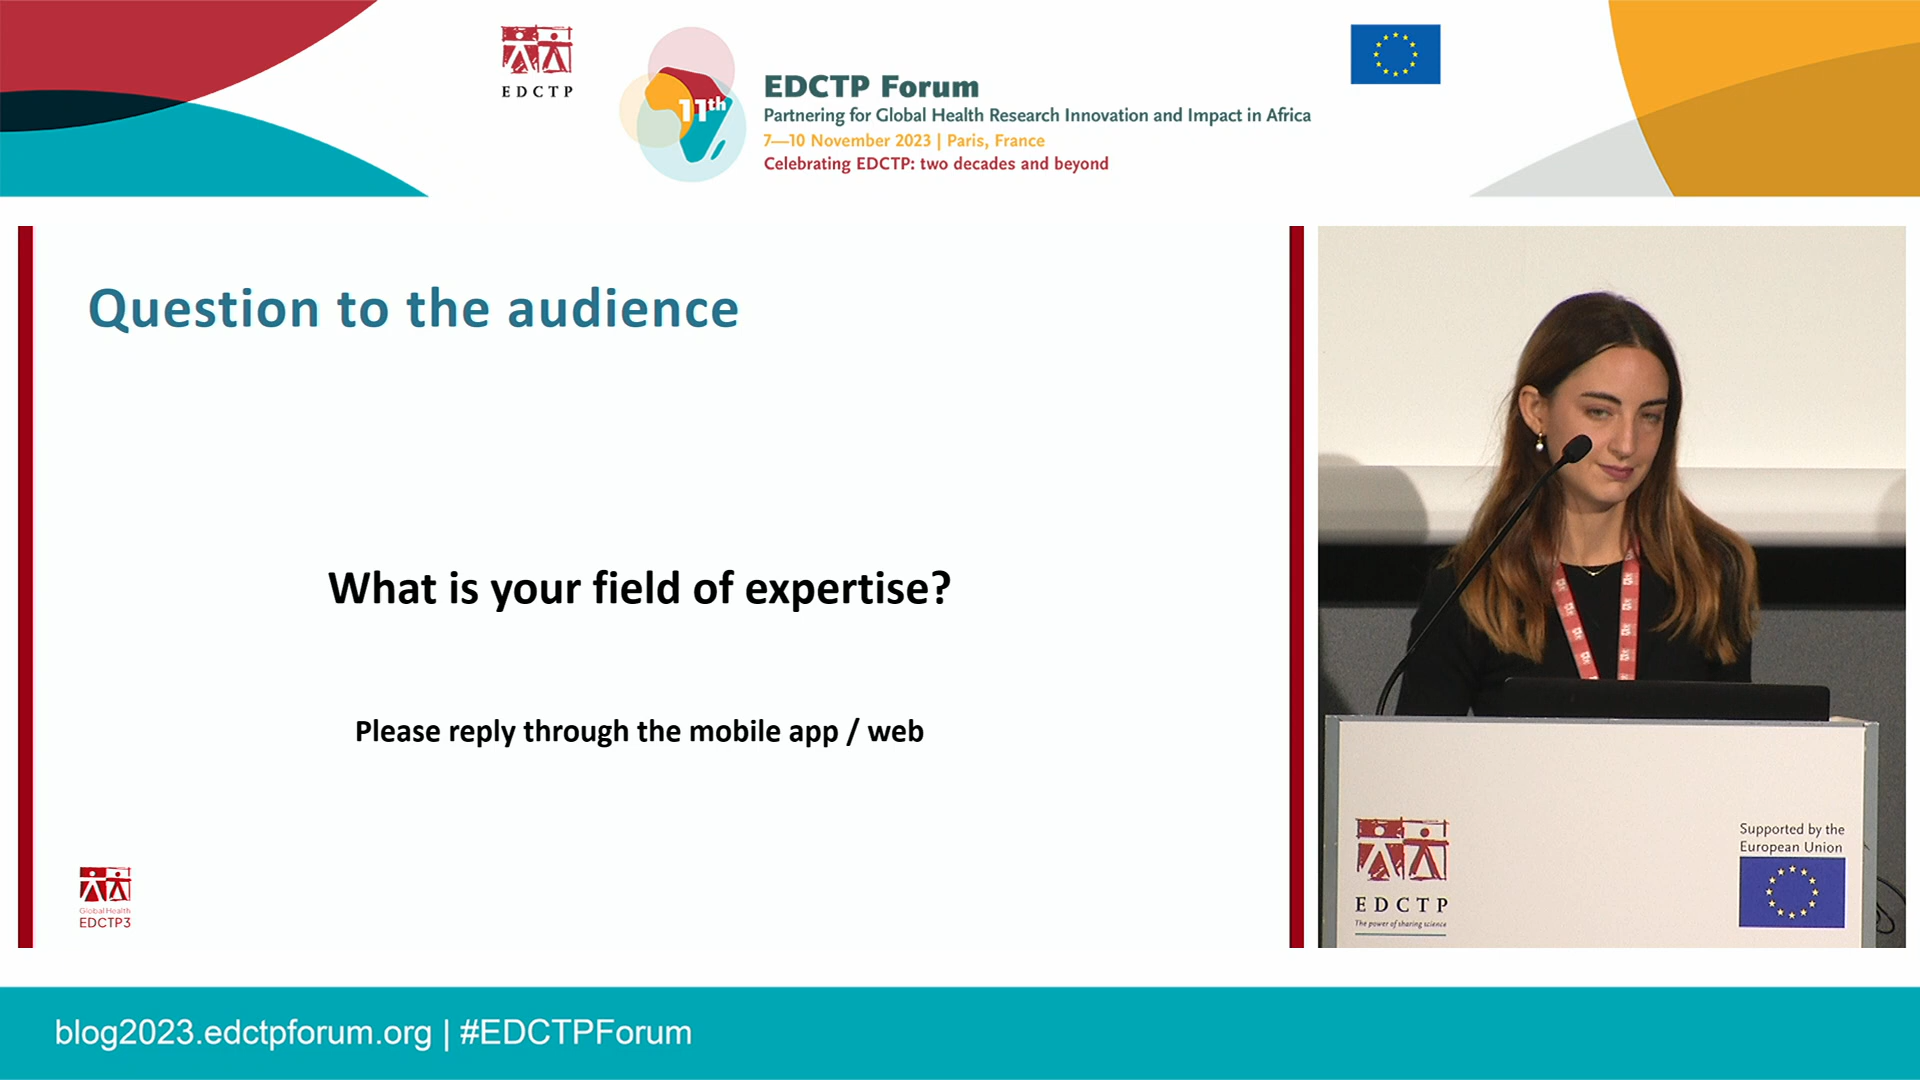 EDCTP
11th
EDCTP Forum
Partnering for Global Health Research Innovation and Impact in Africa
7—10 November 2023 | Paris, France
Celebrating EDCTP: two decades and beyond
Question to the audience
What is your field of expertise?
Please reply through the mobile app / web
Global Health
EDCTP3
EDCTP
The power of sharing science
Supported by the
European Union
blog2023.edctpforum.org | #EDCTPForum